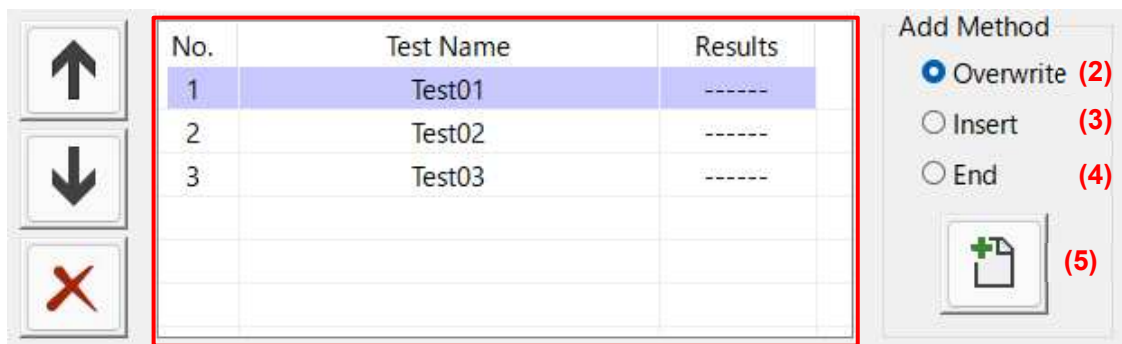 No. Test Name Results
1 Test01 ------
2 Test02 ------
3 Test03 ------
Add Method
Overwrite (2)
Insert (3)
End (4)
(5)